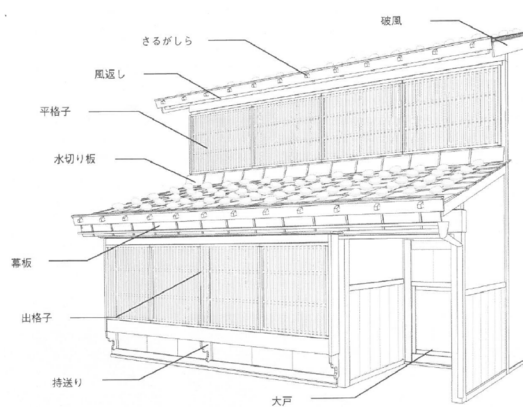 破風
さるがしら
風返し
平格子
水切り板
幕板
出格子
持送り
大戸